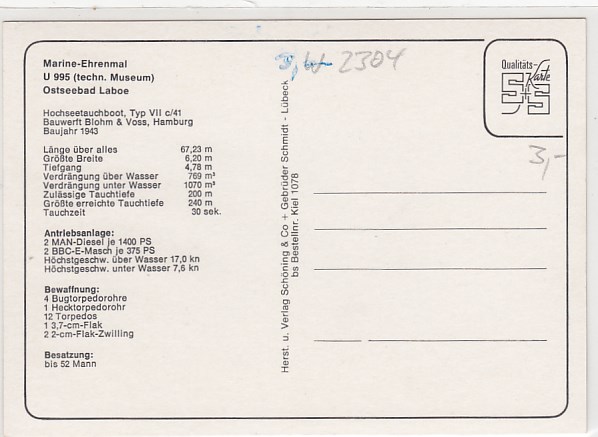 Marine-Ehrenmal
U 995 (techn. Museum)
Ostseebad Laboe
Hochseetauchboot, Typ VII c/41
Bauwerft Blohm & Voss, Hamburg
Baujahr 1943
Länge über alles 67,23 m
Größte Breite 6,20 m
Tiefgang 4,78 m
Verdrängung über Wasser 769 m³
Verdrängung unter Wasser 1070 m³
Zulässige Tauchtiefe 200 m
Größte erreichte Tauchtiefe 240 m
Tauchzeit 30 sek.
Antriebsanlage:
2 MAN-Diesel je 1400 PS
2 BBC-E-Masch je 375 PS
Höchstgeschw. über Wasser 17,0 kn
Höchstgeschw. unter Wasser 7,6 kn
Bewaffnung:
4 Bugtorpedorohre
1 Hecktorpedorohr
12 Torpedos
1 3,7-cm-Flak
2 2-cm-Flak-Zwilling
Besatzung:
bis 52 Mann
Herst. u. Verlag Schöning & Co + Gebrüder Schmidt - Lübeck
bs Bestellnr. Kiel 1078
2304
Qualitäts-
Karte
S+S
3,-